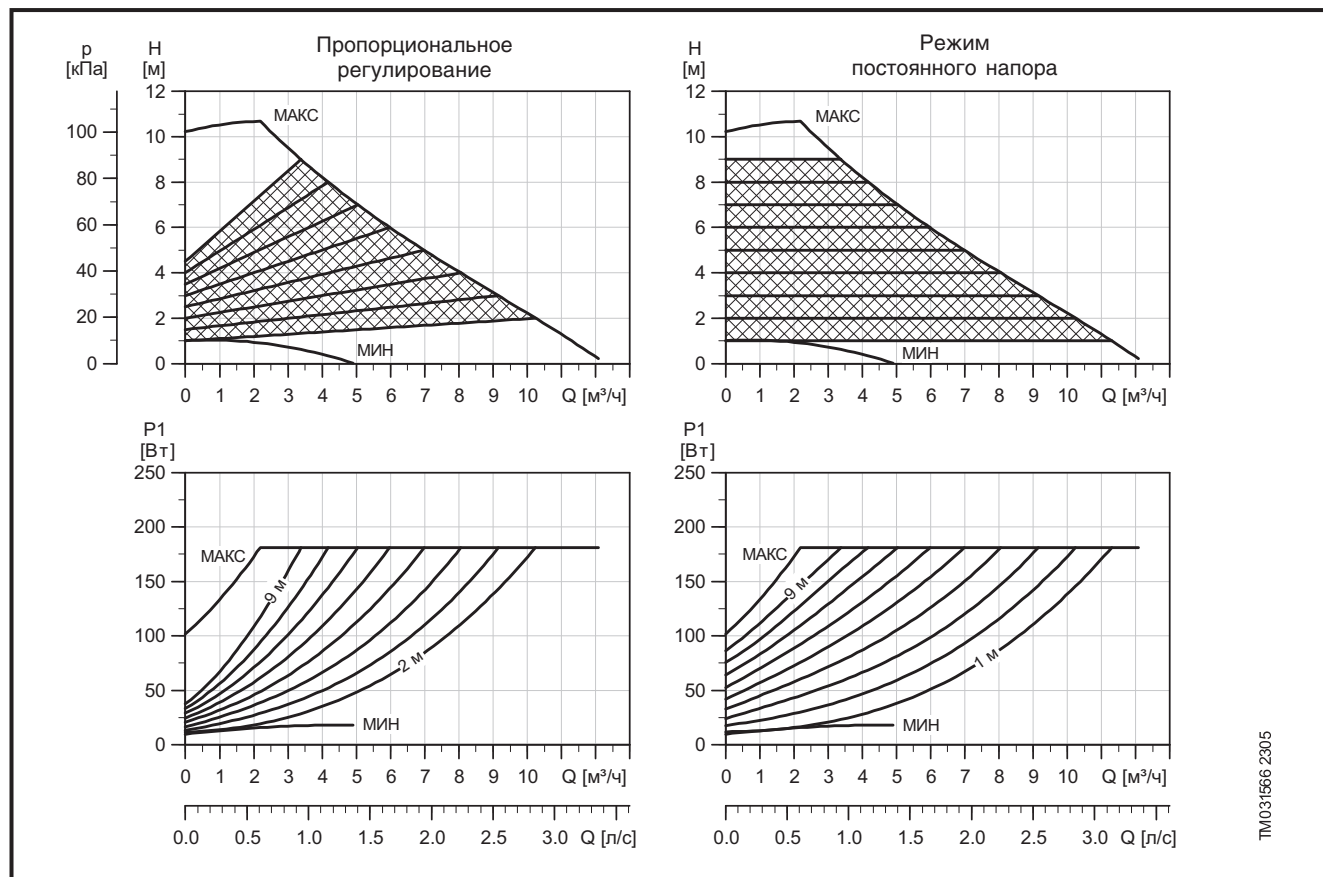 p
[кПа]
H
[м]
Пропорциональное
регулирование
H
[м]
Режим
постоянного напора
12
10
8
6
4
2
0
100
80
60
40
20
0
МАКС
МИН
0 1 2 3 4 5 6 7 8 9 10 Q [м³/ч]
12
10
8
6
4
2
0
МАКС
МИН
0 1 2 3 4 5 6 7 8 9 10 Q [м³/ч]
P1
[Вт]
250
200
150
100
50
0
МАКС
9 м
2 м
МИН
0 1 2 3 4 5 6 7 8 9 10 Q [м³/ч]
0.0 0.5 1.0 1.5 2.0 2.5 3.0 Q [л/с]
P1
[Вт]
250
200
150
100
50
0
МАКС
9 м
1 м
МИН
0 1 2 3 4 5 6 7 8 9 10 Q [м³/ч]
0.0 0.5 1.0 1.5 2.0 2.5 3.0 Q [л/с]
TM031566 2305